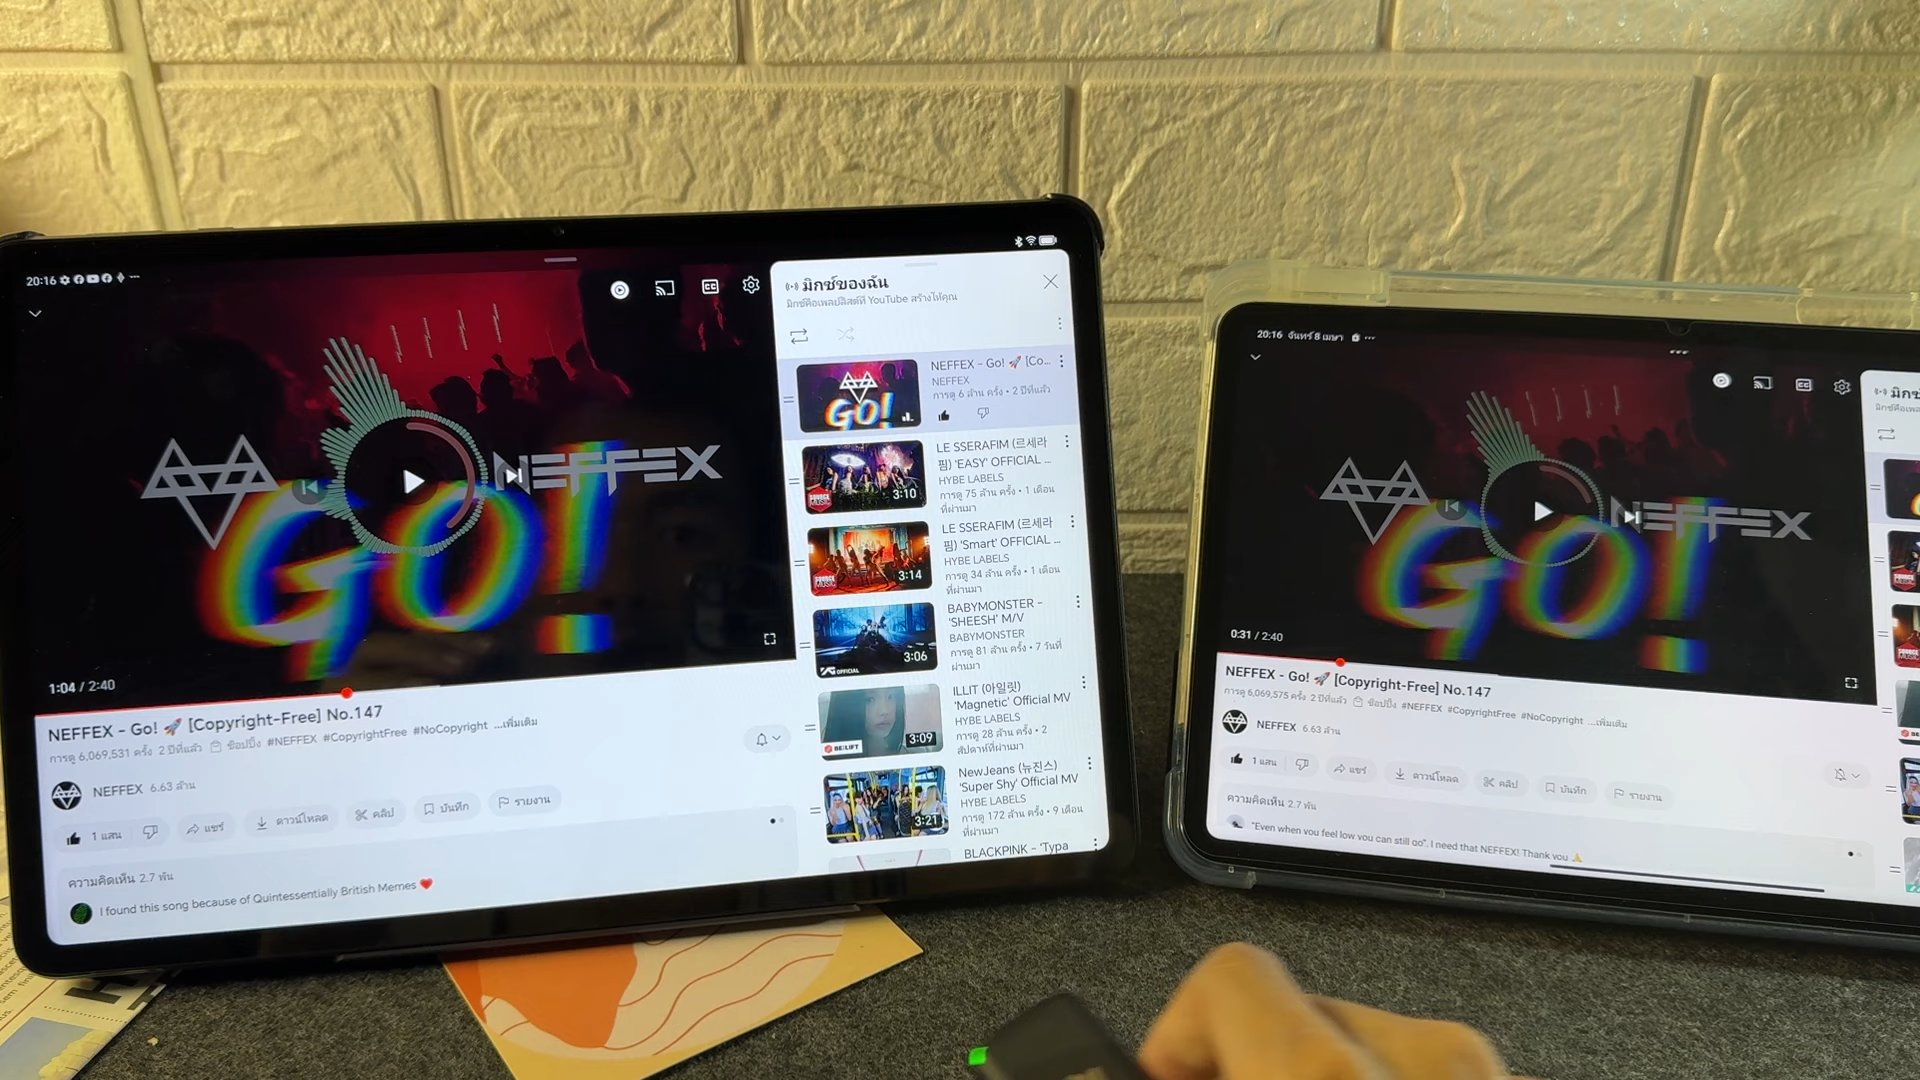 20:16
มิกซ์ของฉัน
มิกซ์คือเพลย์ลิสต์ที่ YouTube สร้างให้คุณ
NEFFEX
GO!
1:04 / 2:40
NEFFEX - Go! 🚀 [Copyright-Free] No.147
การดู 6,069,531 ครั้ง 2 ปีที่แล้ว ช้อปปิ้ง #NEFFEX #CopyrightFree #NoCopyright ...เพิ่มเติม
NEFFEX 6.63 ล้าน
1 แสน แชร์ ดาวน์โหลด คลิป บันทึก รายงาน
ความคิดเห็น 2.7 พัน
I found this song because of Quintessentially British Memes ❤️
GO!
NEFFEX - Go! 🚀 [Co...
NEFFEX
การดู 6 ล้าน ครั้ง • 2 ปีที่แล้ว
SOURCE MUSIC
3:10
LE SSERAFIM (르세라
핌) 'EASY' OFFICIAL ...
HYBE LABELS
การดู 75 ล้าน ครั้ง • 1 เดือน
ที่ผ่านมา
SOURCE MUSIC
3:14
LE SSERAFIM (르세라
핌) 'Smart' OFFICIAL ...
HYBE LABELS
การดู 34 ล้าน ครั้ง • 1 เดือน
ที่ผ่านมา
YG OFFICIAL
3:06
BABYMONSTER -
'SHEESH' M/V
BABYMONSTER
การดู 81 ล้าน ครั้ง • 7 วันที่
ผ่านมา
BE:LIFT
3:09
ILLIT (아일릿)
'Magnetic' Official MV
HYBE LABELS
การดู 28 ล้าน ครั้ง • 2
สัปดาห์ที่ผ่านมา
3:21
NewJeans (뉴진스)
'Super Shy' Official MV
HYBE LABELS
การดู 172 ล้าน ครั้ง • 9 เดือน
ที่ผ่านมา
BLACKPINK – 'Typa
20:16 จันทร์ 8 เมษา
NEFFEX
GO!
0:31 / 2:40
NEFFEX - Go! 🚀 [Copyright-Free] No.147
การดู 6,069,575 ครั้ง 2 ปีที่แล้ว ช้อปปิ้ง #NEFFEX #CopyrightFree #NoCopyright ...เพิ่มเติม
NEFFEX 6.63 ล้าน
1 แสน แชร์ ดาวน์โหลด คลิป บันทึก รายงาน
ความคิดเห็น 2.7 พัน
"Even when you feel low you can still go". I need that NEFFEX! Thank you 🙏